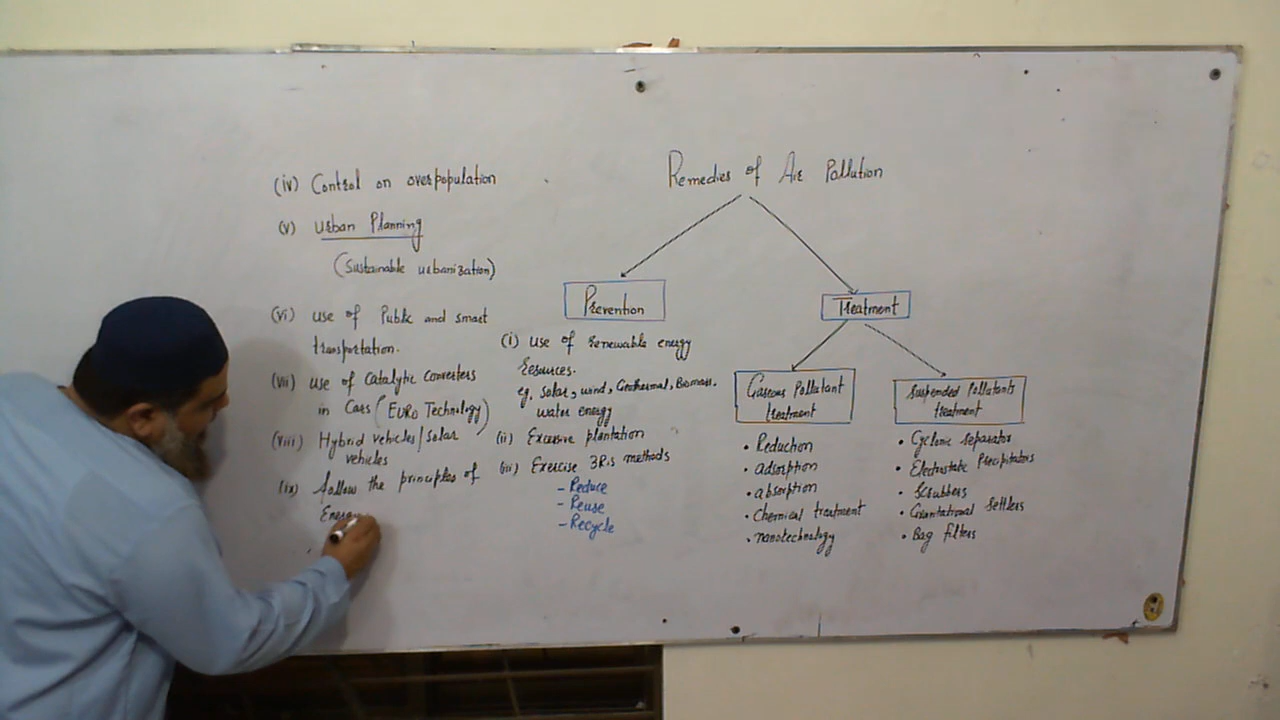 Remedies of Air Pollution
Prevention
(i) use of renewable energy
resources.
eg. Solar, wind, Geothermal, Biomass,
water energy
(ii) Excessive plantation
(iii) Exercise 3R,s methods
- Reduce
- Reuse
- Recycle
(iv) Control on overpopulation
(v) Urban Planning
(Sustainable urbanization)
(vi) use of Public and smart
transportation.
(vii) use of Catalytic Converters
in Cars (EURO Technology)
(viii) Hybrid vehicles/Solar
vehicles
(ix) follow the principles of
Energy
Treatment
Gaseous Pollutant
treatment
• Reduction
• adsorption
• absorption
• Chemical treatment
• nanotechnology
Suspended Pollutants
treatment
• Cyclonic separator
• Electrostatic Precipitators
• Scrubbers
• Gravitational settlers
• Bag filters